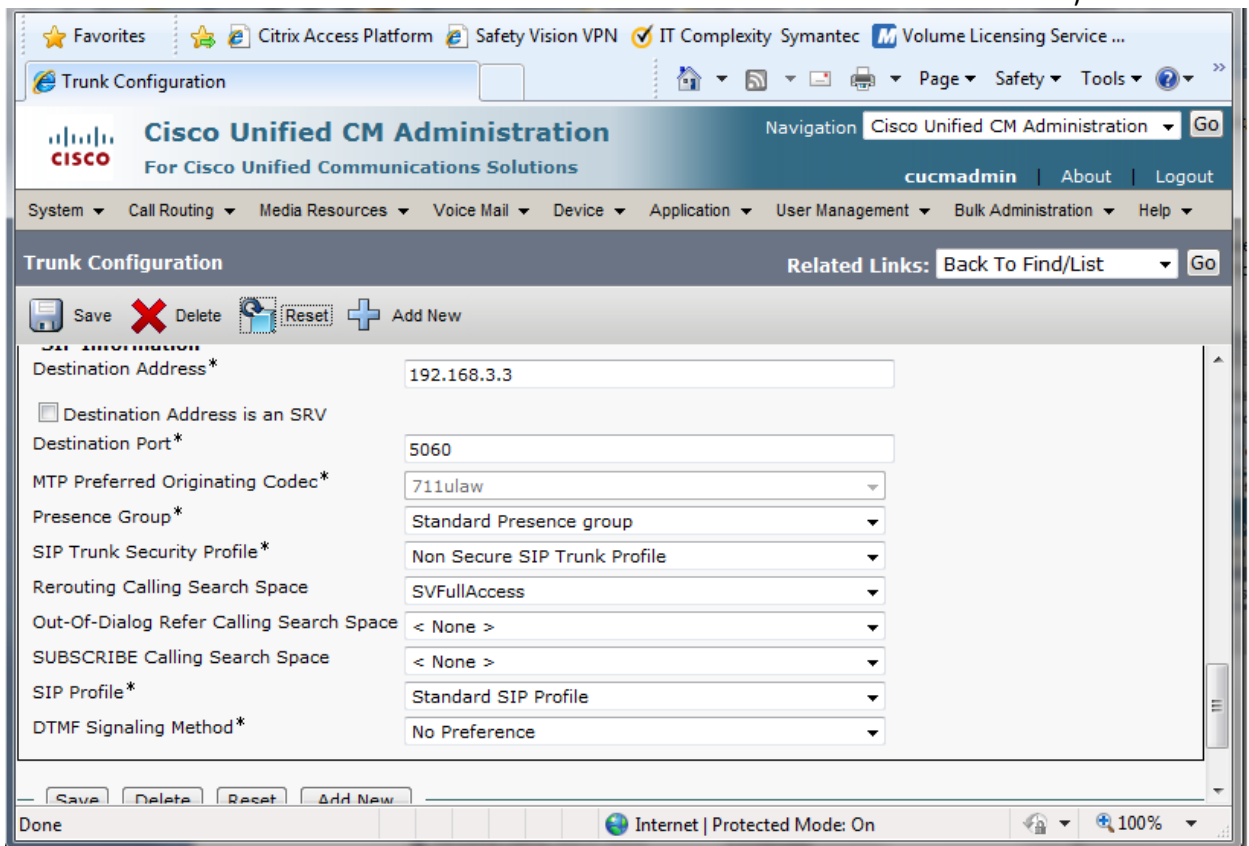 Favorites Citrix Access Platform Safety Vision VPN IT Complexity Symantec Volume Licensing Service ...
Trunk Configuration Page Safety Tools
CISCO
Cisco Unified CM Administration
For Cisco Unified Communications Solutions
Navigation Cisco Unified CM Administration Go
cucmadmin | About | Logout
System Call Routing Media Resources Voice Mail Device Application User Management Bulk Administration Help
Trunk Configuration Related Links: Back To Find/List Go
Save Delete Reset Add New
SIP Information
Destination Address* 192.168.3.3
Destination Address is an SRV
Destination Port* 5060
MTP Preferred Originating Codec* 711ulaw
Presence Group* Standard Presence group
SIP Trunk Security Profile* Non Secure SIP Trunk Profile
Rerouting Calling Search Space SVFullAccess
Out-Of-Dialog Refer Calling Search Space < None >
SUBSCRIBE Calling Search Space < None >
SIP Profile* Standard SIP Profile
DTMF Signaling Method* No Preference
Save Delete Reset Add New
Done Internet | Protected Mode: On 100%